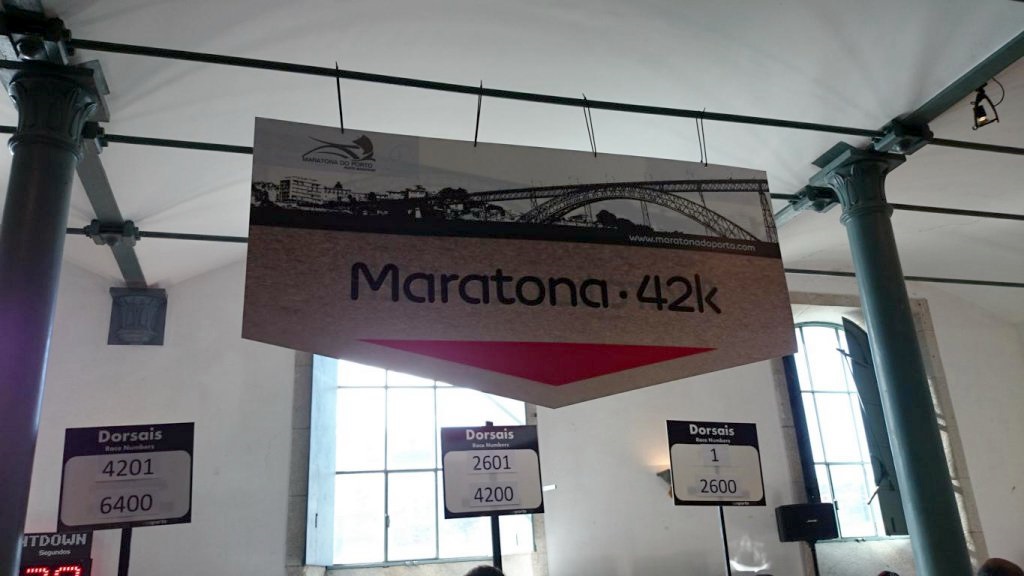 MARATONA DO PORTO
www.maratonadoporto.com
Maratona · 42k
Dorsais
Race Numbers
4201
6400
Dorsais
Race Numbers
2601
4200
Dorsais
Race Numbers
1
2600
NTDOWN
Segundos